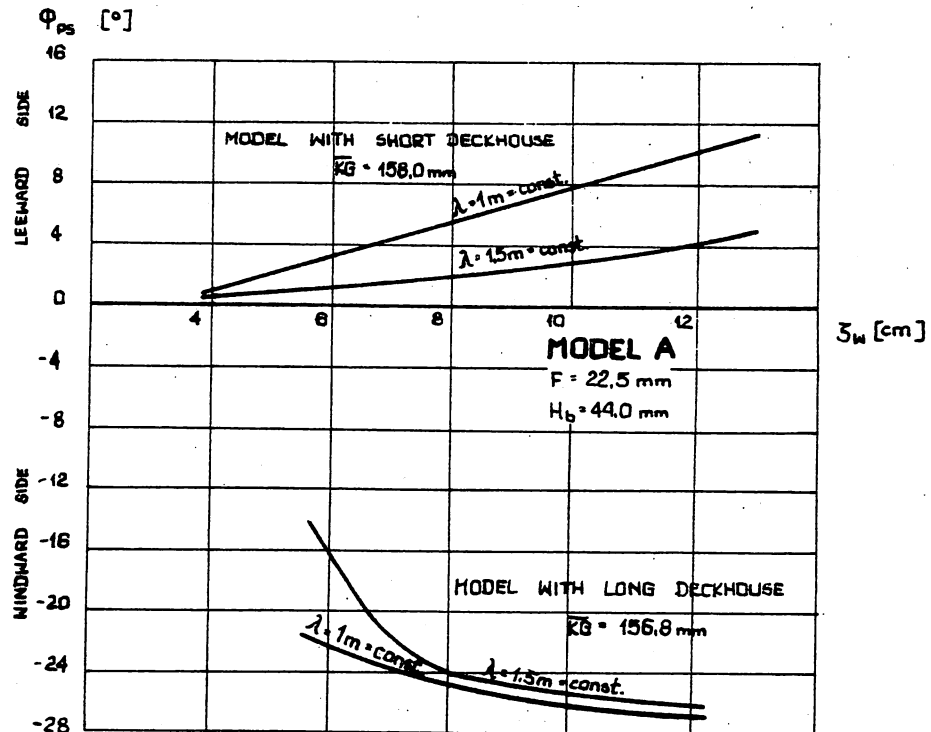 Φps [°]
16
12
8
4
0
-4
-8
-12
-16
-20
-24
-28
LEEWARD SIDE
WINDWARD SIDE
MODEL WITH SHORT DECKHOUSE
KG = 158,0 mm
λ = 1m = const.
λ = 1,5m = const.
4 6 8 10 12
ζw [cm]
MODEL A
F = 22,5 mm
Hb = 44.0 mm
MODEL WITH LONG DECKHOUSE
KG = 156,8 mm
λ = 1m = const.
λ = 1.5m = const.